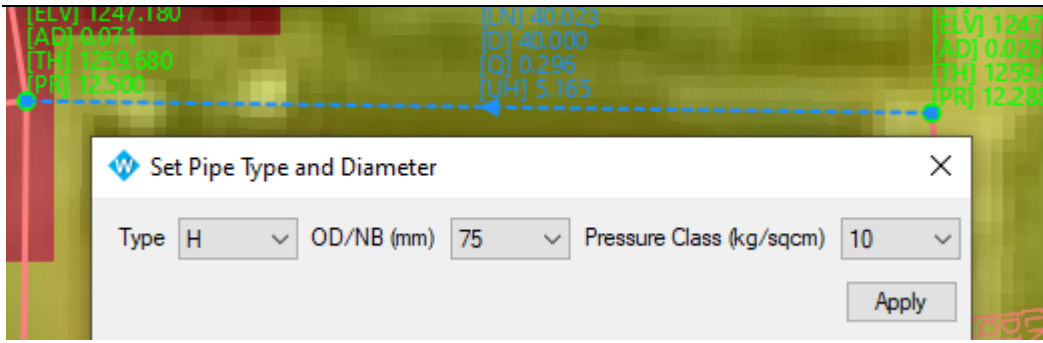 [ELV] 1247.180
[AD] 0.071
[TH] 1259.680
[PR] 12.500
[LN] 40.023
[D] 40.000
[Q] 0.296
[UH] 5.165
[ELV] 1247
[AD] 0.026
[TH] 1259.
[PR] 12.288
W Set Pipe Type and Diameter
Type H OD/NB (mm) 75 Pressure Class (kg/sqcm) 10
Apply